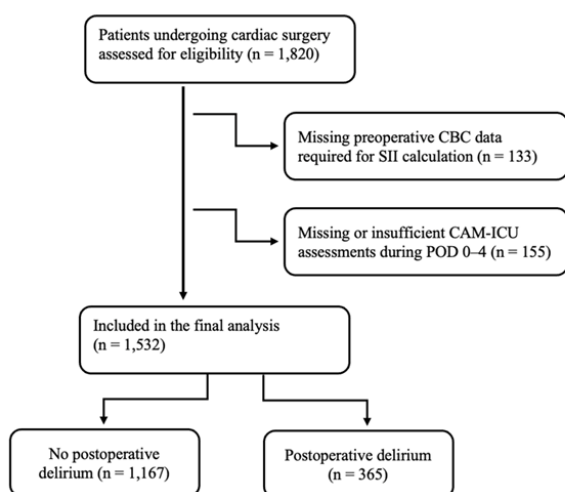 Patients undergoing cardiac surgery
assessed for eligibility (n = 1,820)
Missing preoperative CBC data
required for SII calculation (n = 133)
Missing or insufficient CAM-ICU
assessments during POD 0–4 (n = 155)
Included in the final analysis
(n = 1,532)
No postoperative
delirium (n = 1,167)
Postoperative delirium
(n = 365)